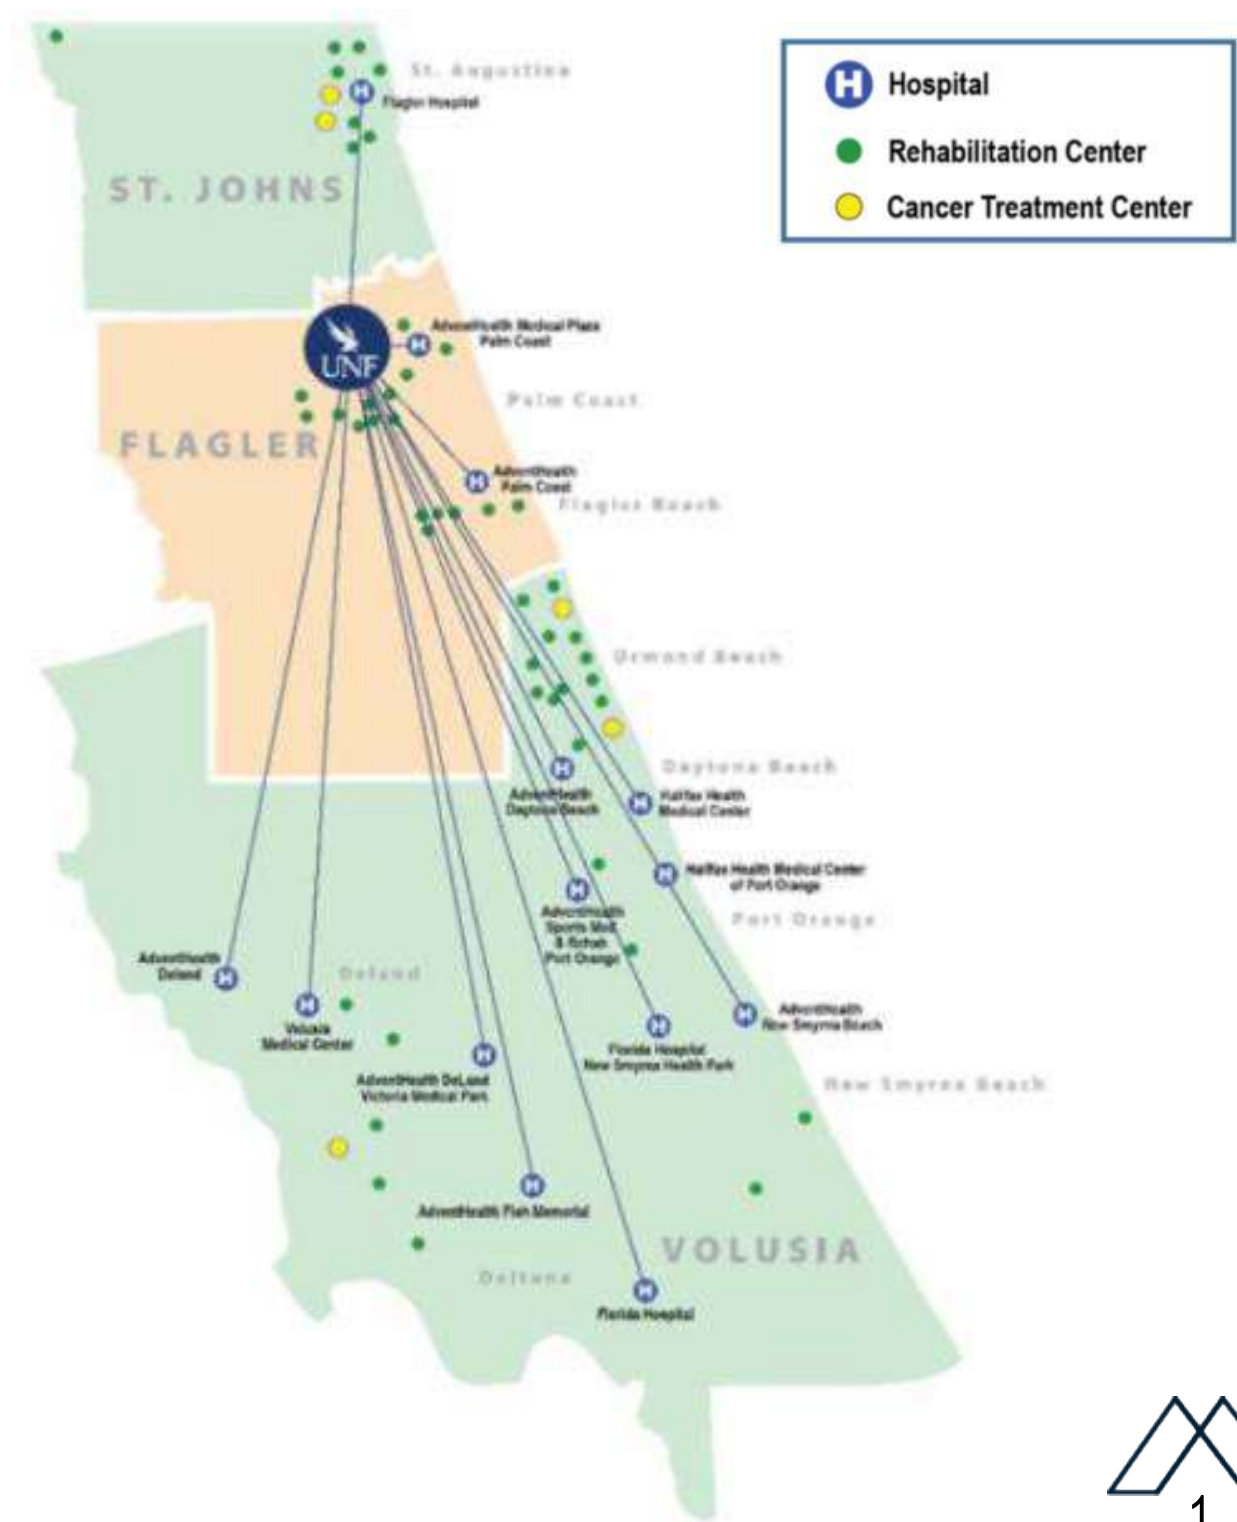 Hospital
Rehabilitation Center
Cancer Treatment Center
St. Augustine
Flagler Hospital
ST. JOHNS
AdventHealth Medical Plaza
Palm Coast
UNF
Palm Coast
FLAGLER
AdventHealth
Palm Coast
Flagler Beach
Ormond Beach
Daytona Beach
AdventHealth
Daytona Beach
Halifax Health
Medical Center
Halifax Health Medical Center
of Port Orange
Port Orange
AdventHealth
Sports Med
& Rehab
Port Orange
AdventHealth
Deland
Deland
Volusia
Medical Center
AdventHealth
New Smyrna Beach
Florida Hospital
New Smyrna Health Park
AdventHealth DeLand
Victoria Medical Park
New Smyrna Beach
AdventHealth Fish Memorial
VOLUSIA
Deltona
Florida Hospital
1